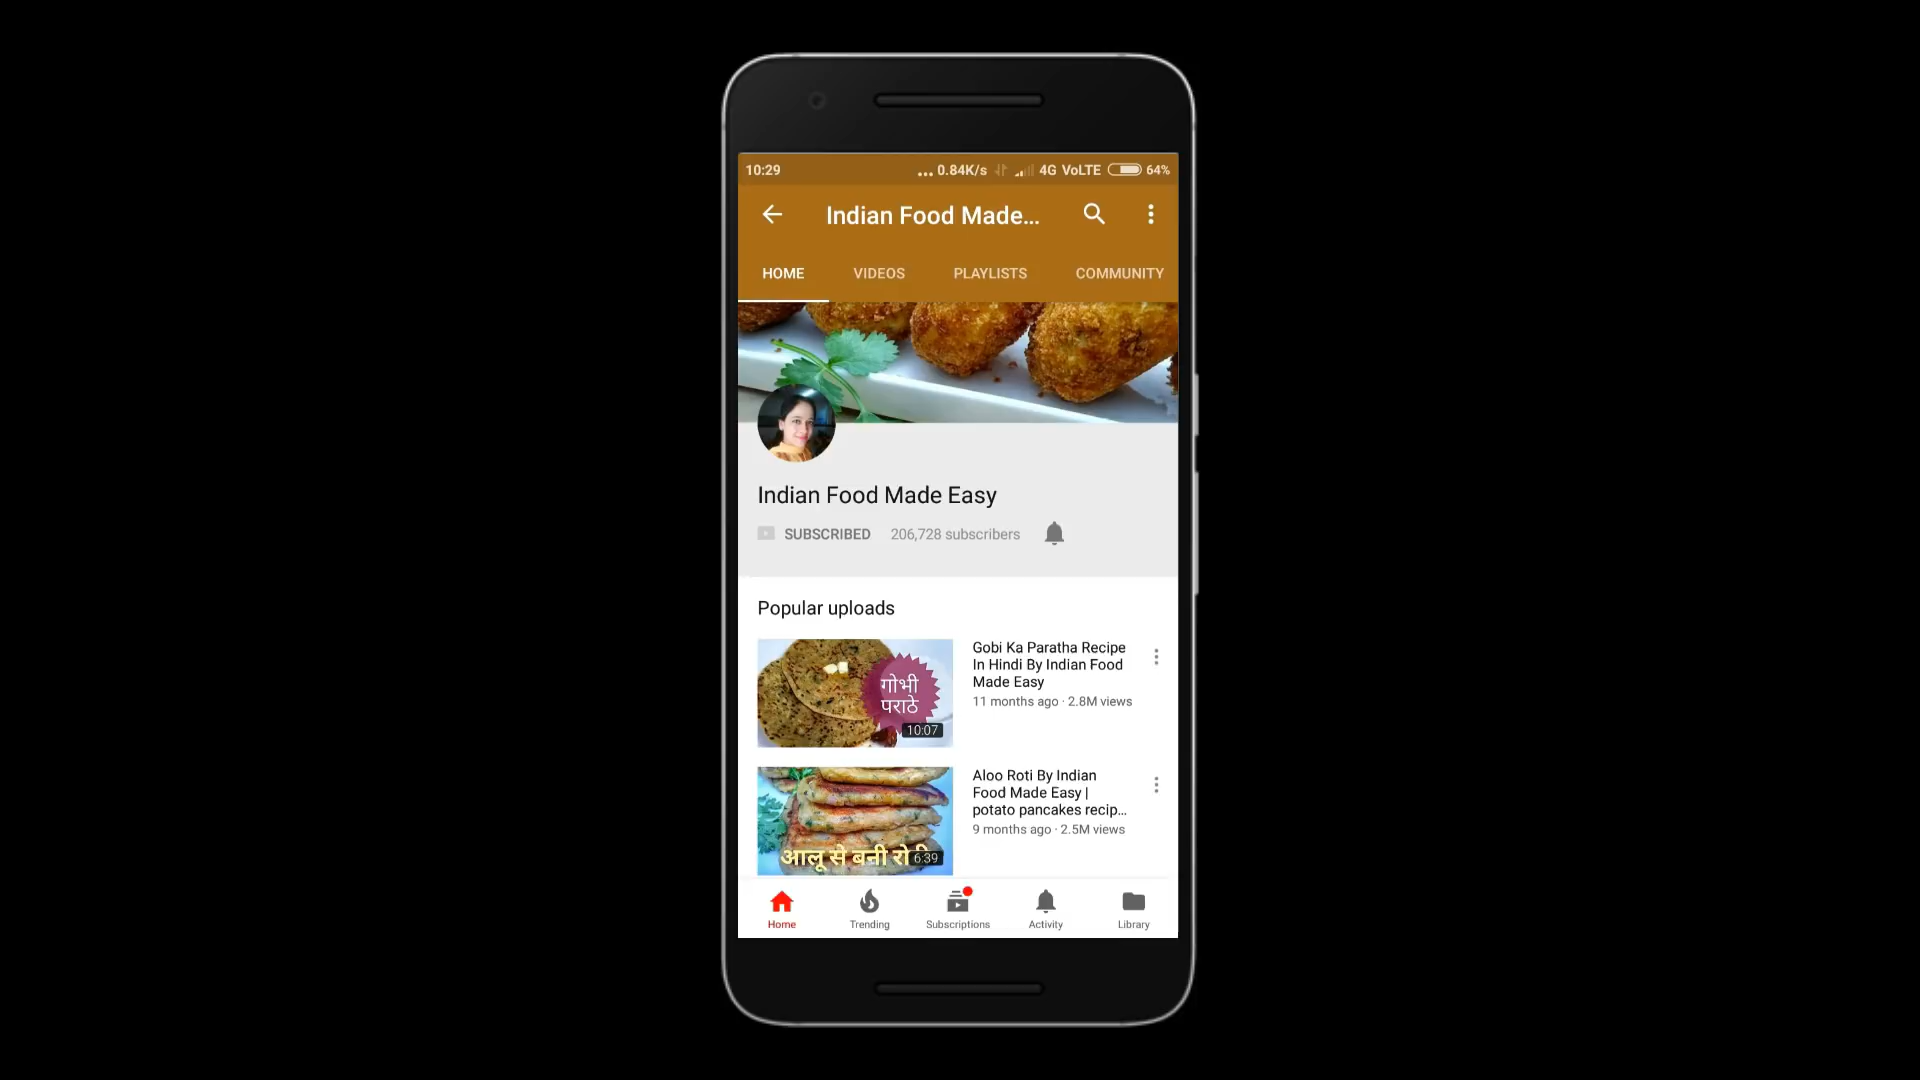 10:29 ... 0.84K/s 4G VoLTE 64%
Indian Food Made...
HOME VIDEOS PLAYLISTS COMMUNITY
Indian Food Made Easy
SUBSCRIBED 206,728 subscribers
Popular uploads
गोभी
पराठे
10:07
Gobi Ka Paratha Recipe
In Hindi By Indian Food
Made Easy
11 months ago · 2.8M views
आलू से बनी
6:39
Aloo Roti By Indian
Food Made Easy |
potato pancakes recip...
9 months ago · 2.5M views
Home Trending Subscriptions Activity Library